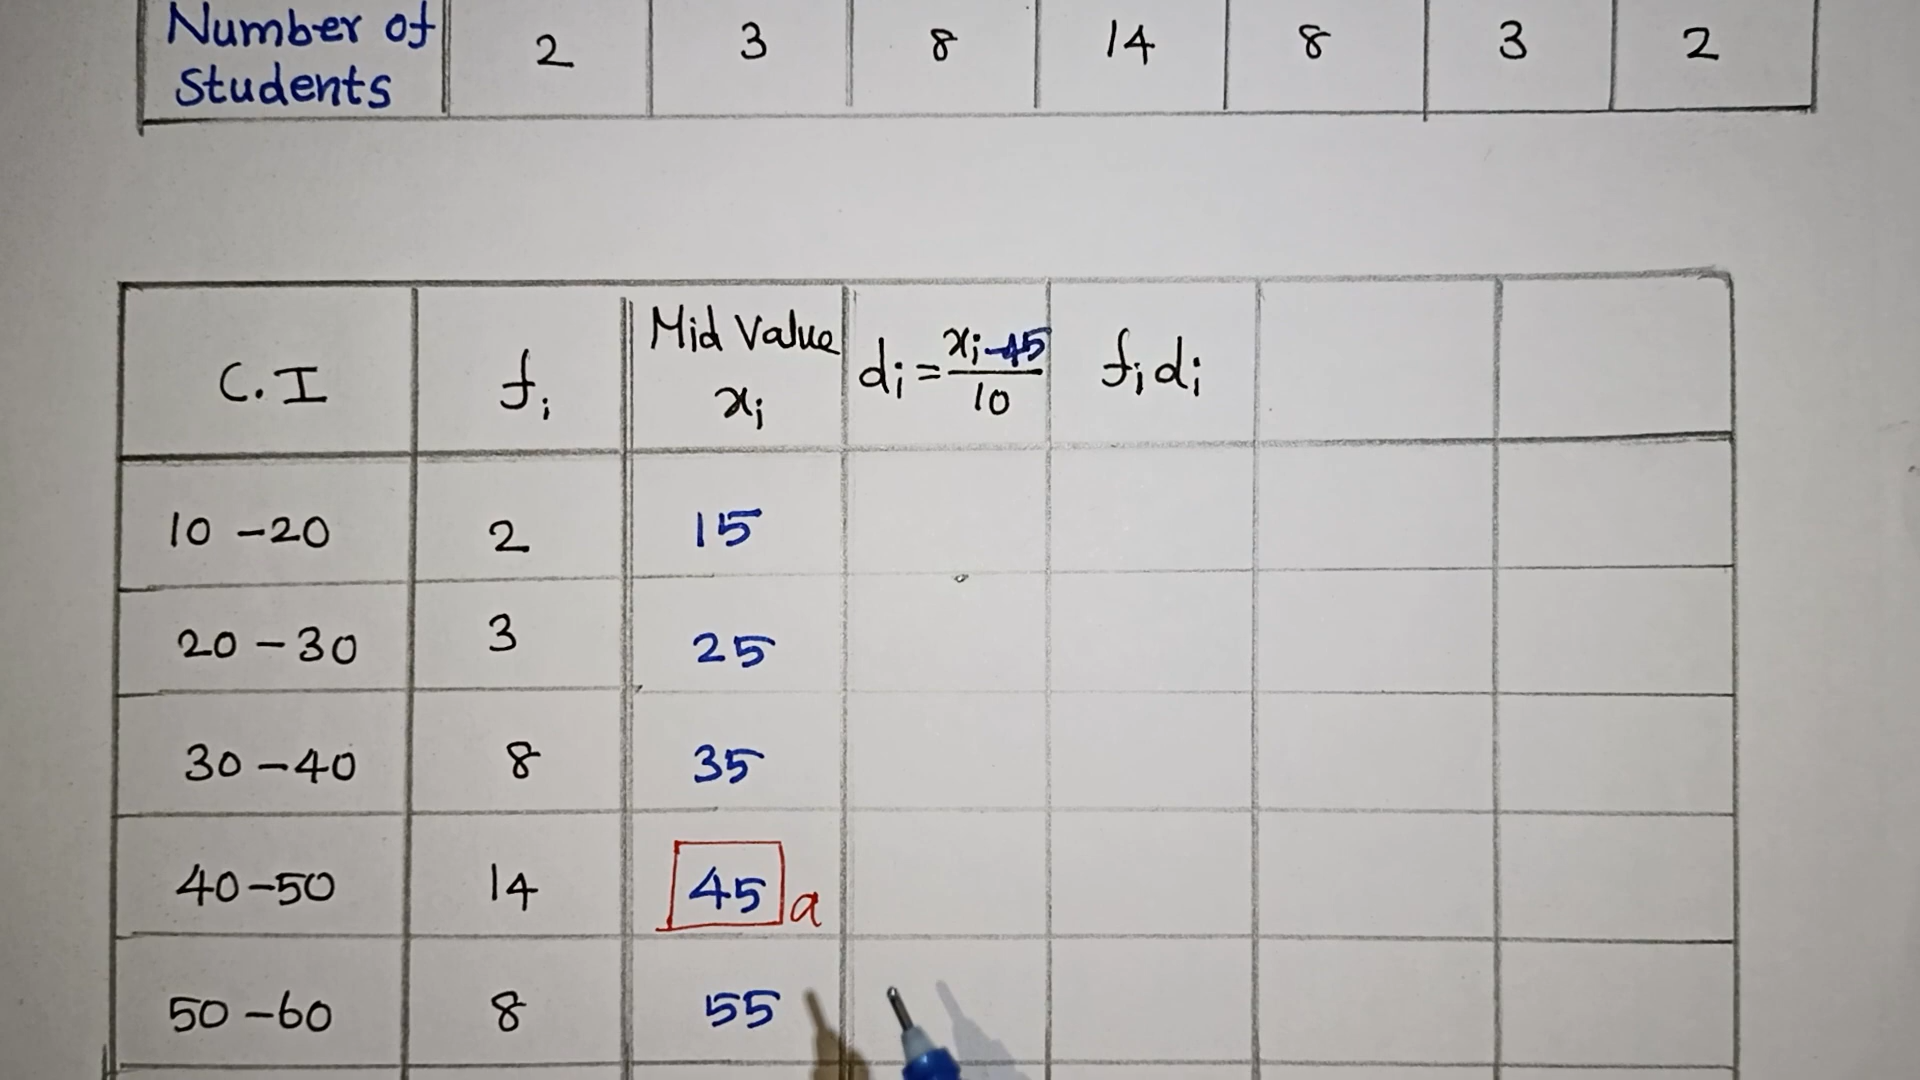 Number of Students 2 3 8 14 8 3 2
C.I fi Mid Value xi di = xi-45/10 fidi
10-20 2 15
20-30 3 25
30-40 8 35
40-50 14 45 a
50-60 8 55